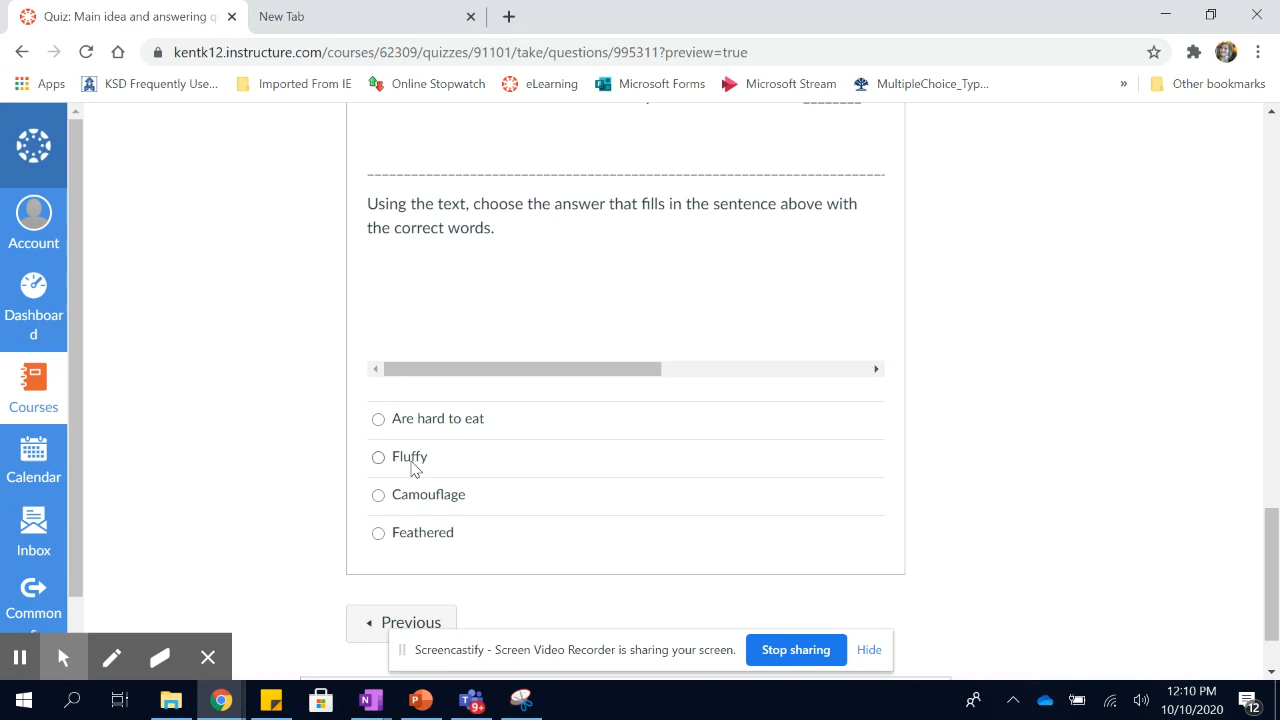 Quiz: Main idea and answering q
New Tab
kentk12.instructure.com/courses/62309/quizzes/91101/take/questions/995311?preview=true
Apps
KSD Frequently Use...
Imported From IE
Online Stopwatch
eLearning
Microsoft Forms
Microsoft Stream
MultipleChoice_Typ...
»
Other bookmarks
Account
Dashboar
d
Courses
Calendar
Inbox
Common
Using the text, choose the answer that fills in the sentence above with
the correct words.
Are hard to eat
Fluffy
Camouflage
Feathered
Previous
Screencastify - Screen Video Recorder is sharing your screen.
Stop sharing
Hide
9+
12:10 PM
10/10/2020
12